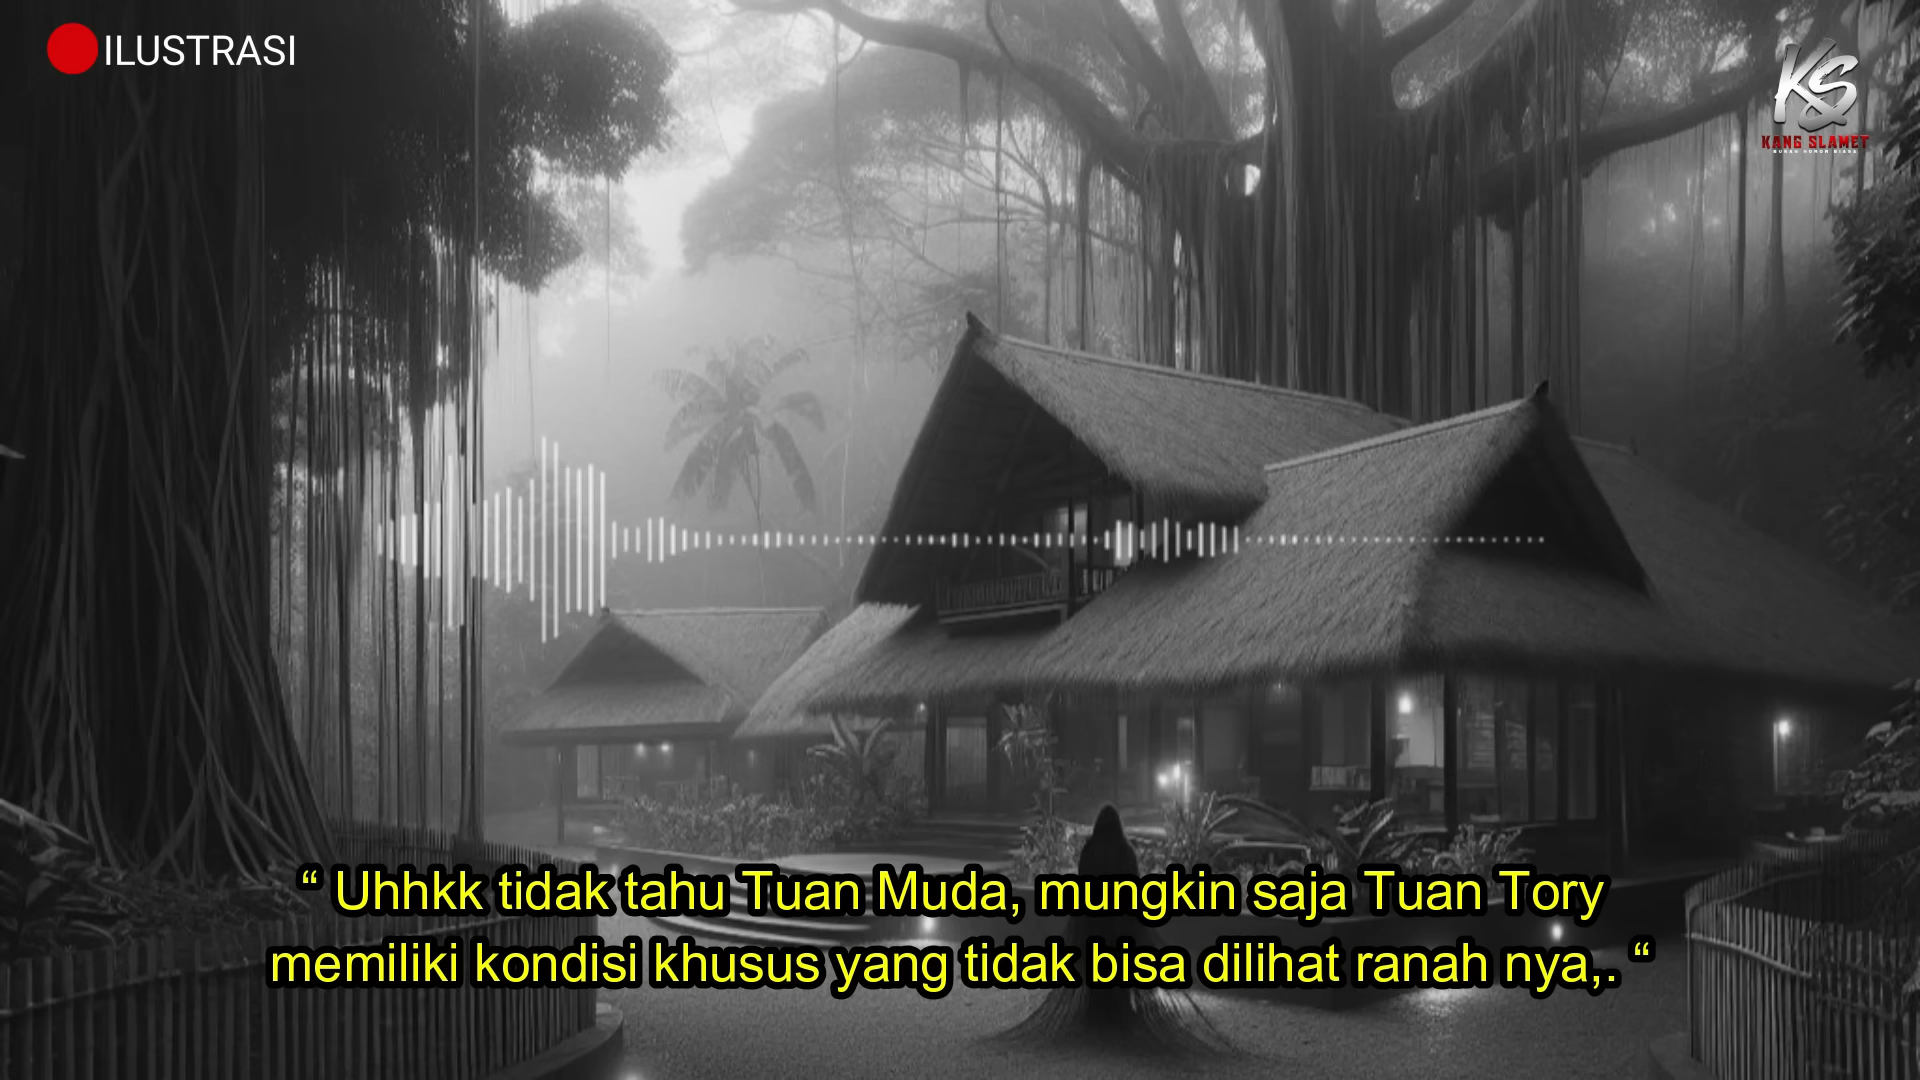 ILUSTRASI
KS
KANG SLAMET
“ Uhhkk tidak tahu Tuan Muda, mungkin saja Tuan Tory
memiliki kondisi khusus yang tidak bisa dilihat ranah nya,. “